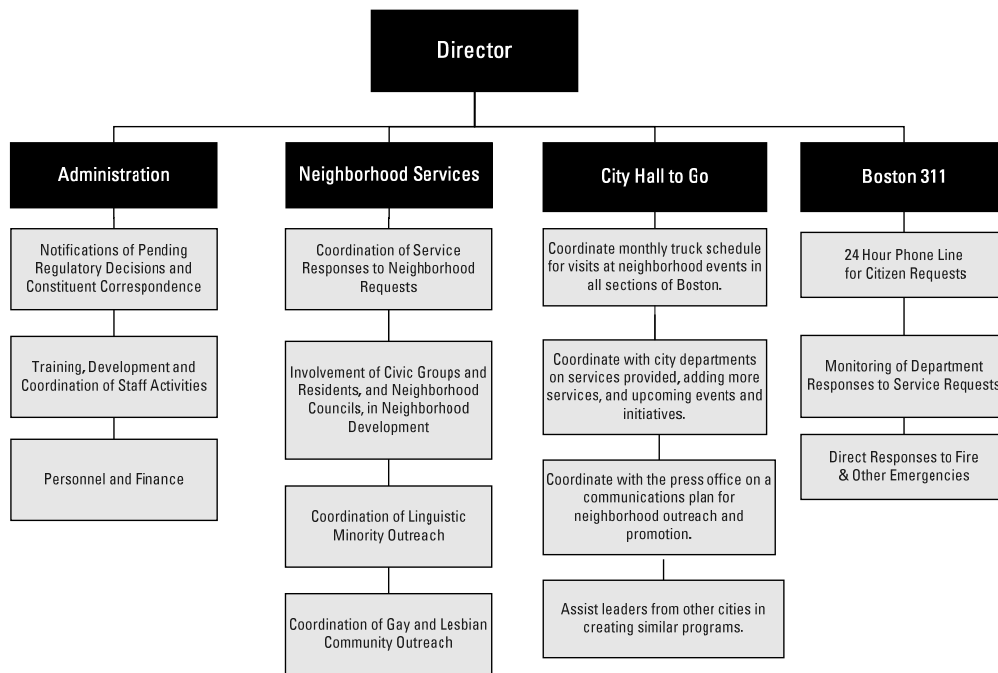 Director
Administration
Notifications of Pending
Regulatory Decisions and
Constituent Correspondence
Training, Development and
Coordination of Staff Activities
Personnel and Finance
Neighborhood Services
Coordination of Service
Responses to Neighborhood
Requests
Involvement of Civic Groups and
Residents, and Neighborhood
Councils, in Neighborhood
Development
Coordination of Linguistic
Minority Outreach
Coordination of Gay and Lesbian
Community Outreach
City Hall to Go
Coordinate monthly truck schedule
for visits at neighborhood events in
all sections of Boston.
Coordinate with city departments
on services provided, adding more
services, and upcoming events and
initiatives.
Coordinate with the press office on a
communications plan for
neighborhood outreach and
promotion.
Assist leaders from other cities in
creating similar programs.
Boston 311
24 Hour Phone Line
for Citizen Requests
Monitoring of Department
Responses to Service Requests
Direct Responses to Fire
& Other Emergencies